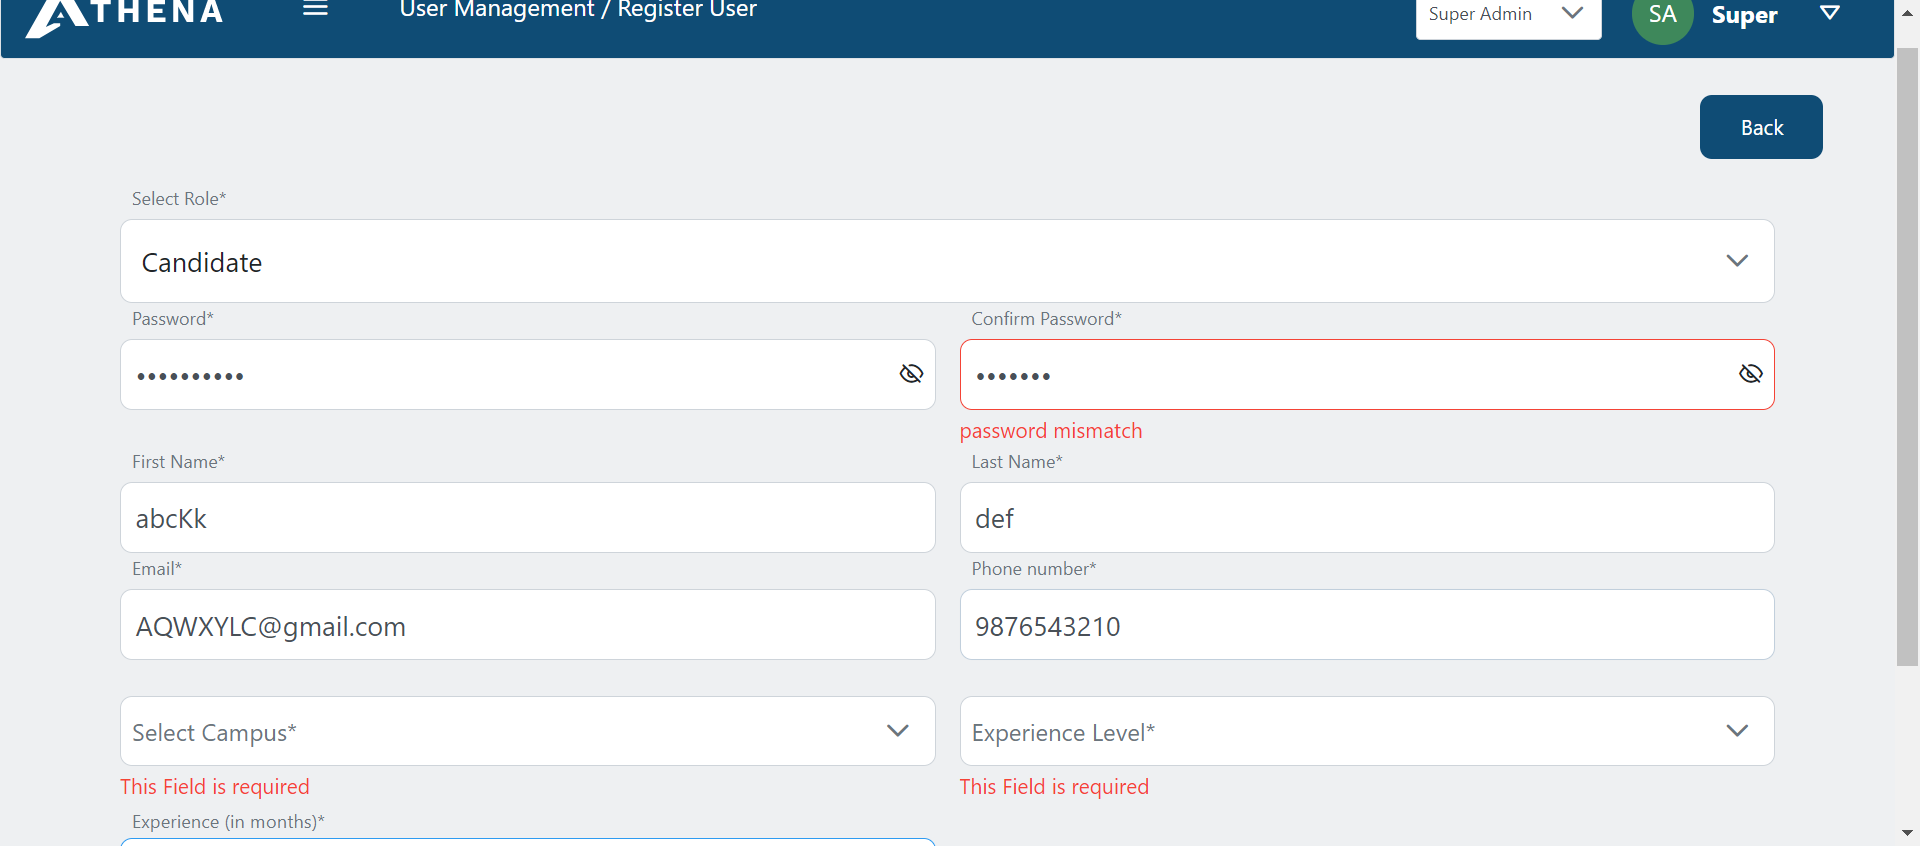 ATHENA
User Management / Register User
Super Admin
SA
Super
Back
Select Role*
Candidate
Password*
Confirm Password*
••••••••••
•••••••
password mismatch
First Name*
Last Name*
abcKk
def
Email*
Phone number*
AQWXYLC@gmail.com
9876543210
Select Campus*
Experience Level*
This Field is required
This Field is required
Experience (in months)*